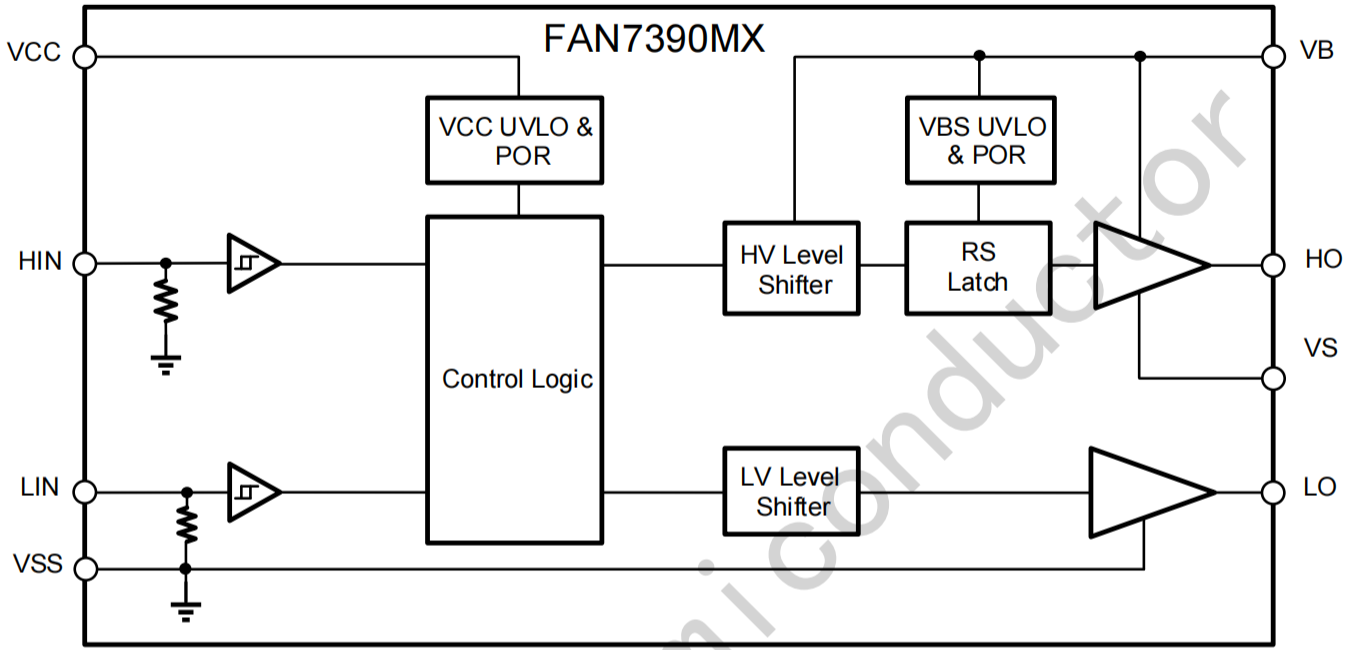 FAN7390MX
VCC
VB
VCC UVLO &
POR
VBS UVLO
& POR
HIN
HV Level
Shifter
RS
Latch
HO
VS
Control Logic
LIN
LV Level
Shifter
LO
VSS
miconductor